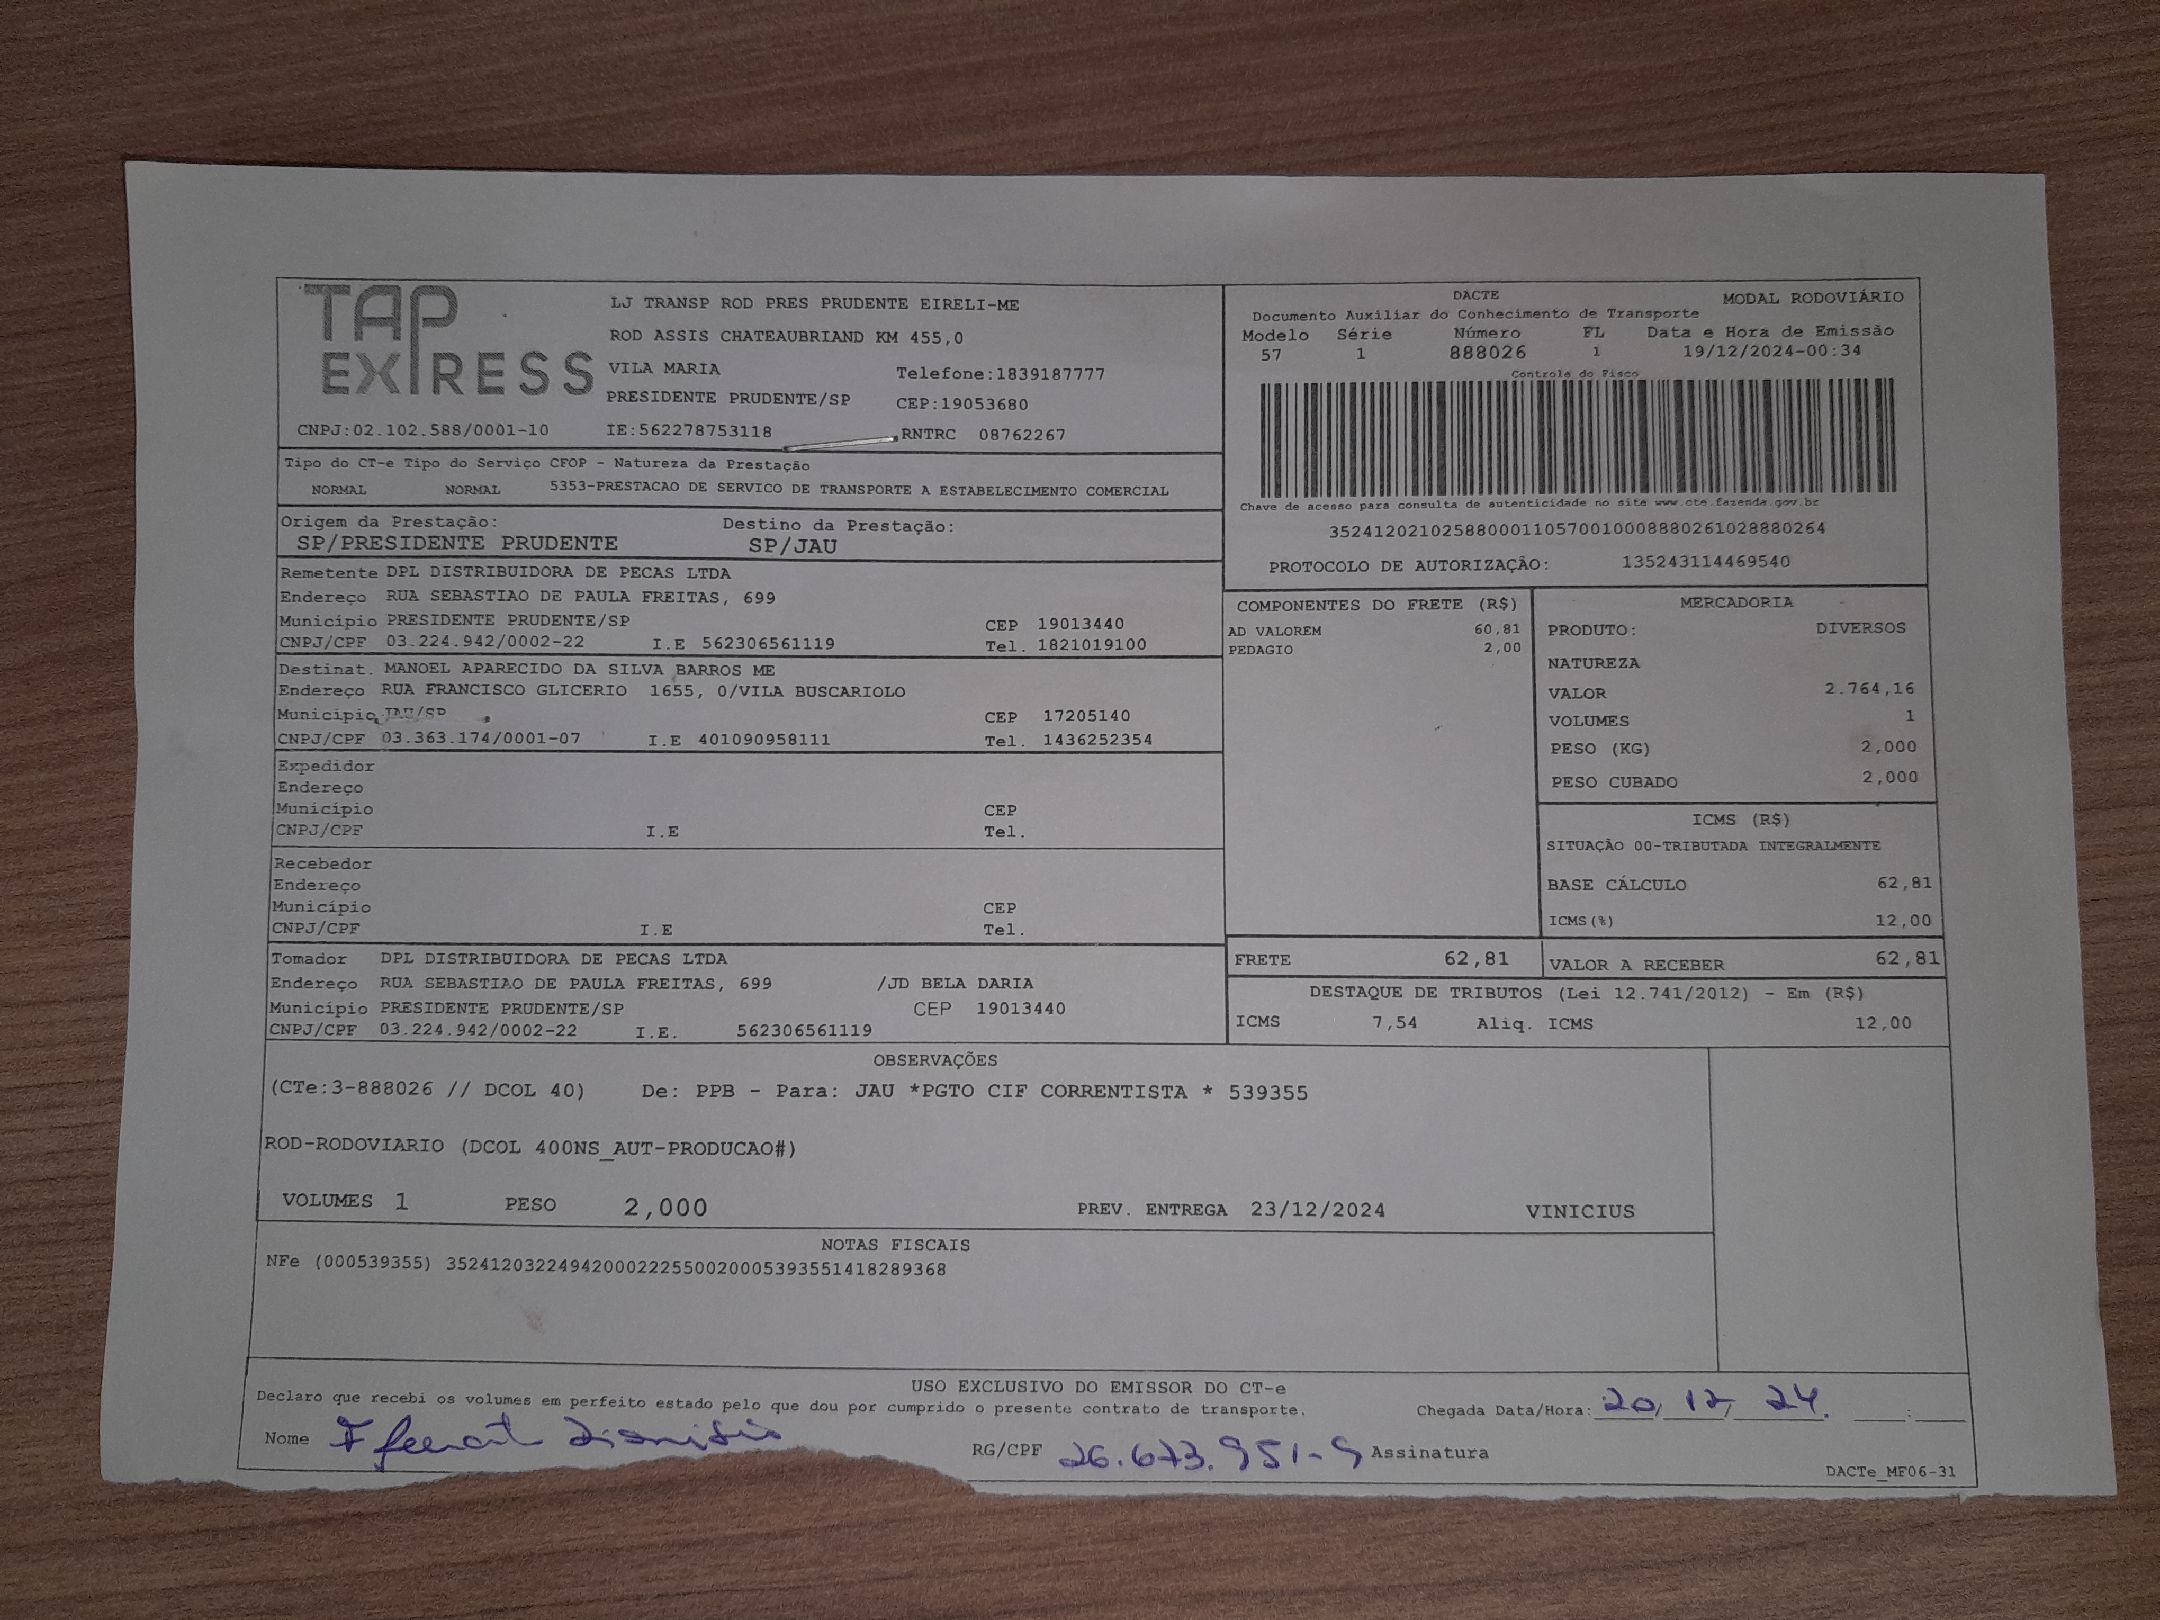 TAP EXPRESS
LJ TRANSP ROD PRES PRUDENTE EIRELI-ME
ROD ASSIS CHATEAUBRIAND KM 455,0
VILA MARIA Telefone:1839187777
PRESIDENTE PRUDENTE/SP CEP:19053680
CNPJ:02.102.588/0001-10 IE:562278753118 RNTRC 08762267
DACTE MODAL RODOVIÁRIO
Documento Auxiliar do Conhecimento de Transporte
Modelo Série Número FL Data e Hora de Emissão
57 1 888026 1 19/12/2024-00:34
Controle do Fisco
Chave de acesso para consulta de autenticidade no site www.cte.fazenda.gov.br
35241202102588000110570010008880261028880264
PROTOCOLO DE AUTORIZAÇÃO: 135243114469540
Tipo do CT-e Tipo do Serviço CFOP - Natureza da Prestação
NORMAL NORMAL 5353-PRESTACAO DE SERVICO DE TRANSPORTE A ESTABELECIMENTO COMERCIAL
Origem da Prestação: Destino da Prestação:
SP/PRESIDENTE PRUDENTE SP/JAU
Remetente DPL DISTRIBUIDORA DE PECAS LTDA
Endereço RUA SEBASTIAO DE PAULA FREITAS, 699
Município PRESIDENTE PRUDENTE/SP CEP 19013440
CNPJ/CPF 03.224.942/0002-22 I.E 562306561119 Tel. 1821019100
Destinat. MANOEL APARECIDO DA SILVA BARROS ME
Endereço RUA FRANCISCO GLICERIO 1655, 0/VILA BUSCARIOLO
Município JAU/SP CEP 17205140
CNPJ/CPF 03.363.174/0001-07 I.E 401090958111 Tel. 1436252354
Expedidor
Endereço
Município CEP
CNPJ/CPF I.E Tel.
Recebedor
Endereço
Município CEP
CNPJ/CPF I.E Tel.
Tomador DPL DISTRIBUIDORA DE PECAS LTDA
Endereço RUA SEBASTIAO DE PAULA FREITAS, 699 /JD BELA DARIA
Município PRESIDENTE PRUDENTE/SP CEP 19013440
CNPJ/CPF 03.224.942/0002-22 I.E. 562306561119
COMPONENTES DO FRETE (R$)
AD VALOREM 60,81
PEDAGIO 2,00
MERCADORIA
PRODUTO: DIVERSOS
NATUREZA
VALOR 2.764,16
VOLUMES 1
PESO (KG) 2,000
PESO CUBADO 2,000
ICMS (R$)
SITUAÇÃO 00-TRIBUTADA INTEGRALMENTE
BASE CÁLCULO 62,81
ICMS(%) 12,00
FRETE 62,81 VALOR A RECEBER 62,81
DESTAQUE DE TRIBUTOS (Lei 12.741/2012) - Em (R$)
ICMS 7,54 Aliq. ICMS 12,00
OBSERVAÇÕES
(CTe:3-888026 // DCOL 40) De: PPB - Para: JAU *PGTO CIF CORRENTISTA * 539355
ROD-RODOVIARIO (DCOL 400NS_AUT-PRODUCAO#)
VOLUMES 1 PESO 2,000 PREV. ENTREGA 23/12/2024 VINICIUS
NOTAS FISCAIS
NFe (000539355) 35241203224942000222550020005393551418289368
USO EXCLUSIVO DO EMISSOR DO CT-e
Declaro que recebi os volumes em perfeito estado pelo que dou por cumprido o presente contrato de transporte. Chegada Data/Hora: 20/12/24. :
Nome RG/CPF 26.673.951-9 Assinatura
DACTe_MF06-31